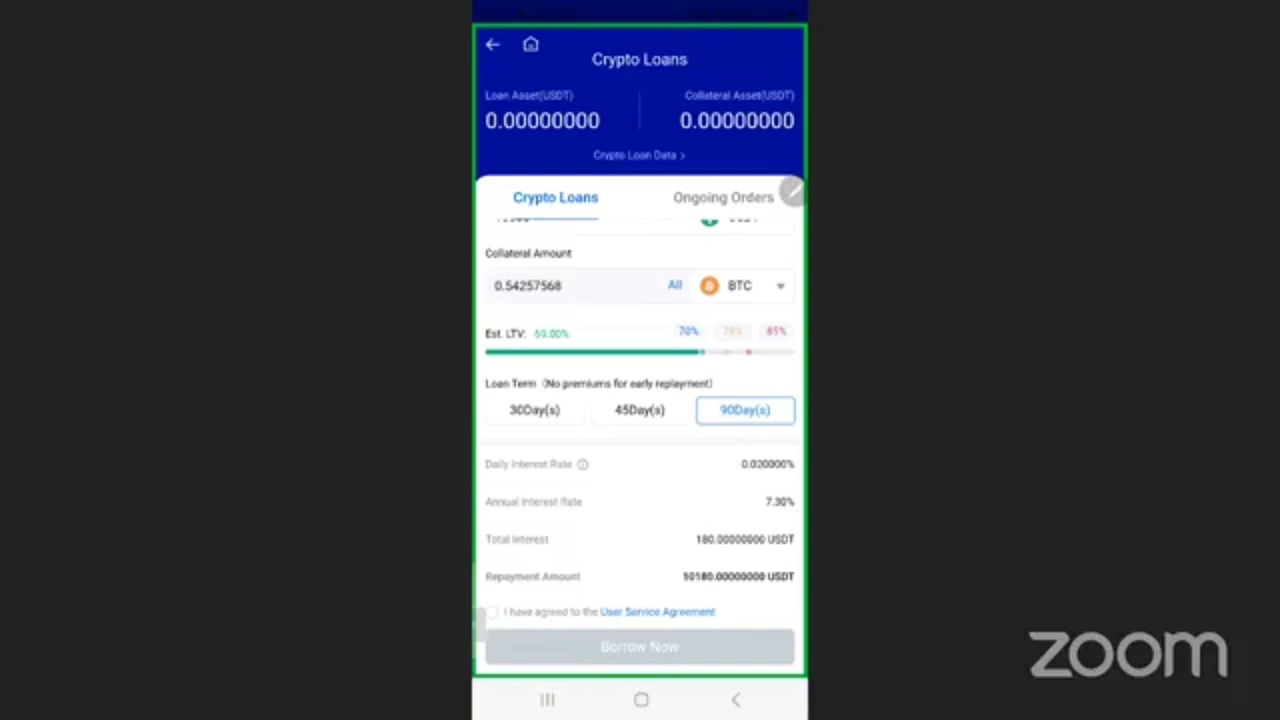 Crypto Loans
Loan Asset(USDT) Collateral Asset(USDT)
0.00000000 0.00000000
Crypto Loan Data >
Crypto Loans Ongoing Orders
Collateral Amount
0.54257568 All BTC
Est. LTV: 69.00% 70% 78% 85%
Loan Term (No premiums for early repayment)
30Day(s) 45Day(s) 90Day(s)
Daily Interest Rate 0.020000%
Annual Interest Rate 7.30%
Total Interest 180.00000000 USDT
Repayment Amount 10180.00000000 USDT
I have agreed to the User Service Agreement
Borrow Now
zoom